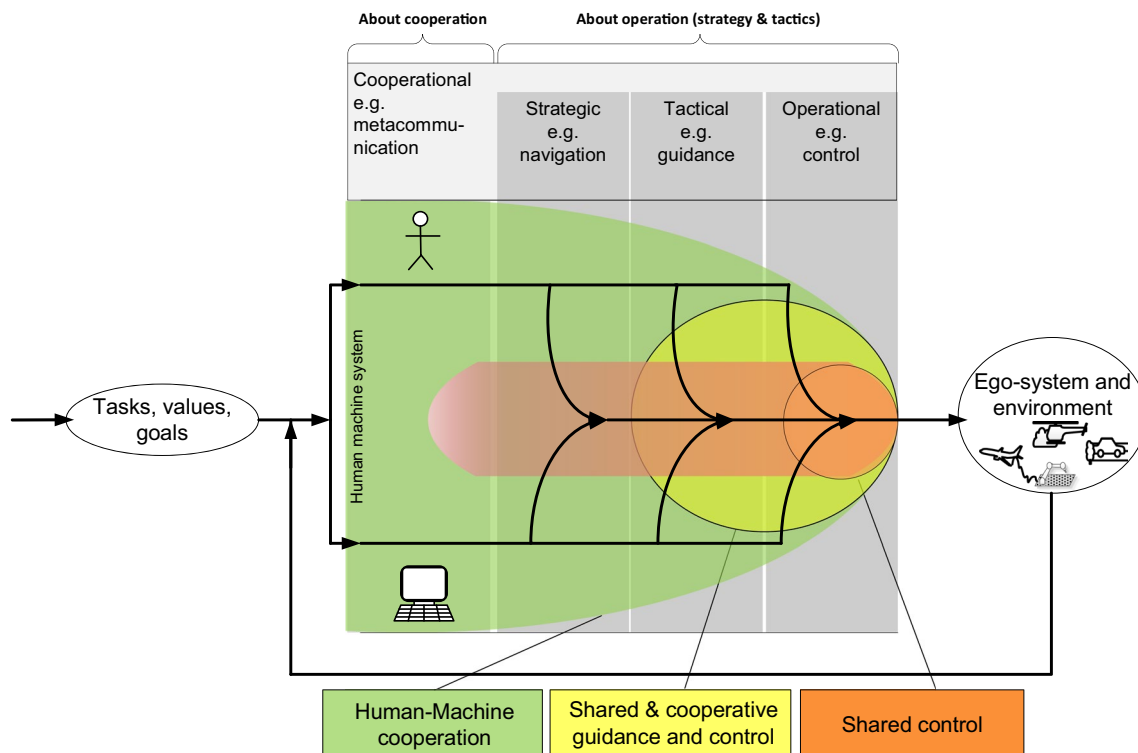 About cooperation
About operation (strategy & tactics)
Cooperational
e.g.
metacommu-
nication
Strategic
e.g.
navigation
Tactical
e.g.
guidance
Operational
e.g.
control
Human machine system
Tasks, values,
goals
Ego-system and
environment
Human-Machine
cooperation
Shared & cooperative
guidance and control
Shared control